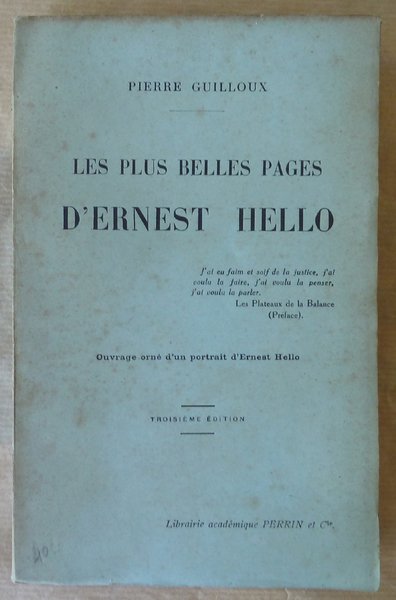 PIERRE GUILLOUX
LES PLUS BELLES PAGES
D'ERNEST HELLO
J'ai eu faim et soif de la justice, j'ai
voulu la faire, j'ai voulu la penser,
j'ai voulu la parler.
Les Plateaux de la Balance
(Preface).
Ouvrage orné d'un portrait d'Ernest Hello
TROISIÈME ÉDITION
Librairie académique PERRIN et Cie.